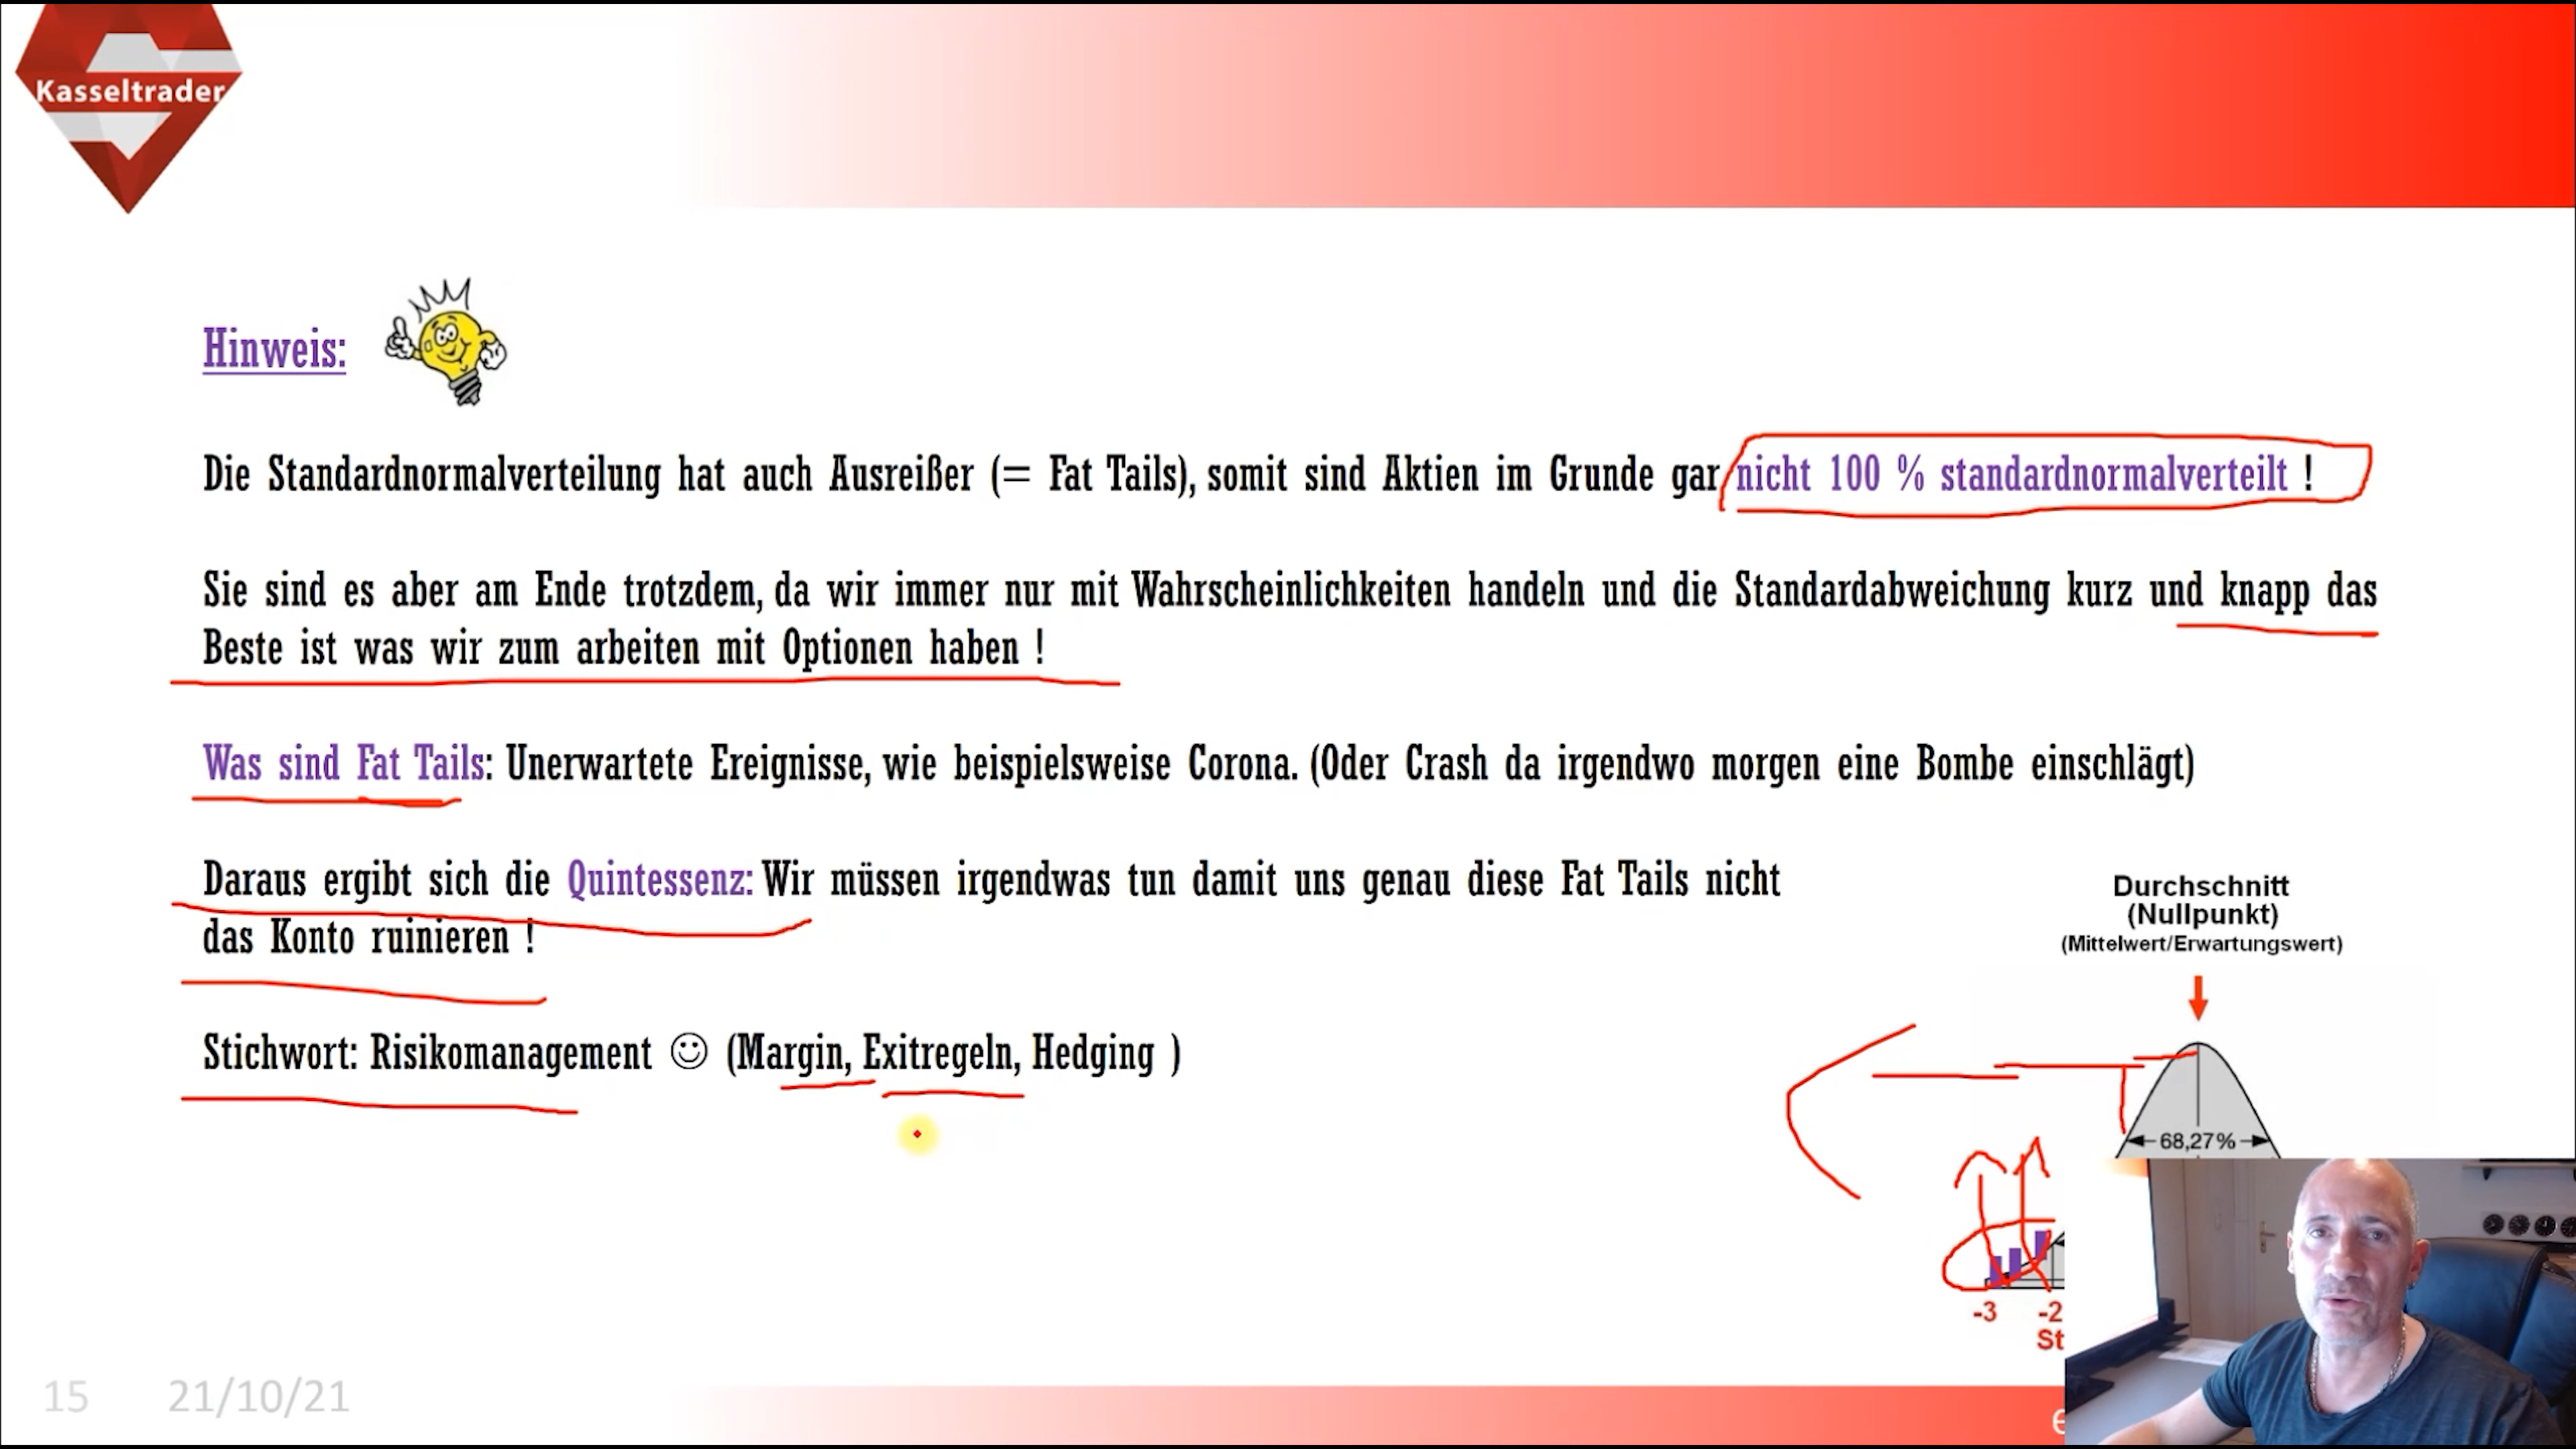 Kasseltrader
Hinweis:
Die Standardnormalverteilung hat auch Ausreißer (= Fat Tails), somit sind Aktien im Grunde gar nicht 100 % standardnormalverteilt !
Sie sind es aber am Ende trotzdem, da wir immer nur mit Wahrscheinlichkeiten handeln und die Standardabweichung kurz und knapp das
Beste ist was wir zum arbeiten mit Optionen haben !
Was sind Fat Tails: Unerwartete Ereignisse, wie beispielsweise Corona. (Oder Crash da irgendwo morgen eine Bombe einschlägt)
Daraus ergibt sich die Quintessenz: Wir müssen irgendwas tun damit uns genau diese Fat Tails nicht
das Konto ruinieren !
Stichwort: Risikomanagement ☺ (Margin, Exitregeln, Hedging )
Durchschnitt
(Nullpunkt)
(Mittelwert/Erwartungswert)
68,27%
-3 -2
15 21/10/21